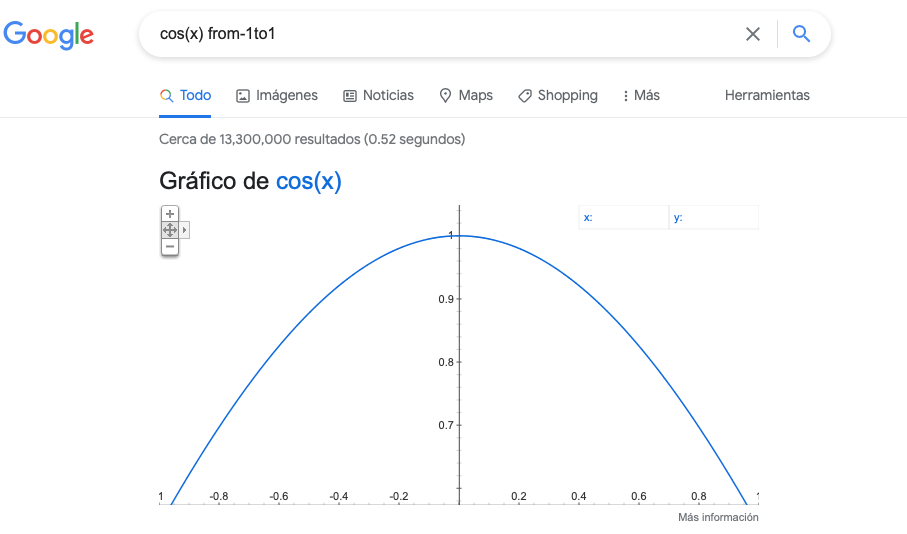 Google
cos(x) from-1to1
Todo Imágenes Noticias Maps Shopping Más Herramientas
Cerca de 13,300,000 resultados (0.52 segundos)
Gráfico de cos(x)
x: y:
1
0.9
0.8
0.7
1 -0.8 -0.6 -0.4 -0.2 0.2 0.4 0.6 0.8 1
Más información